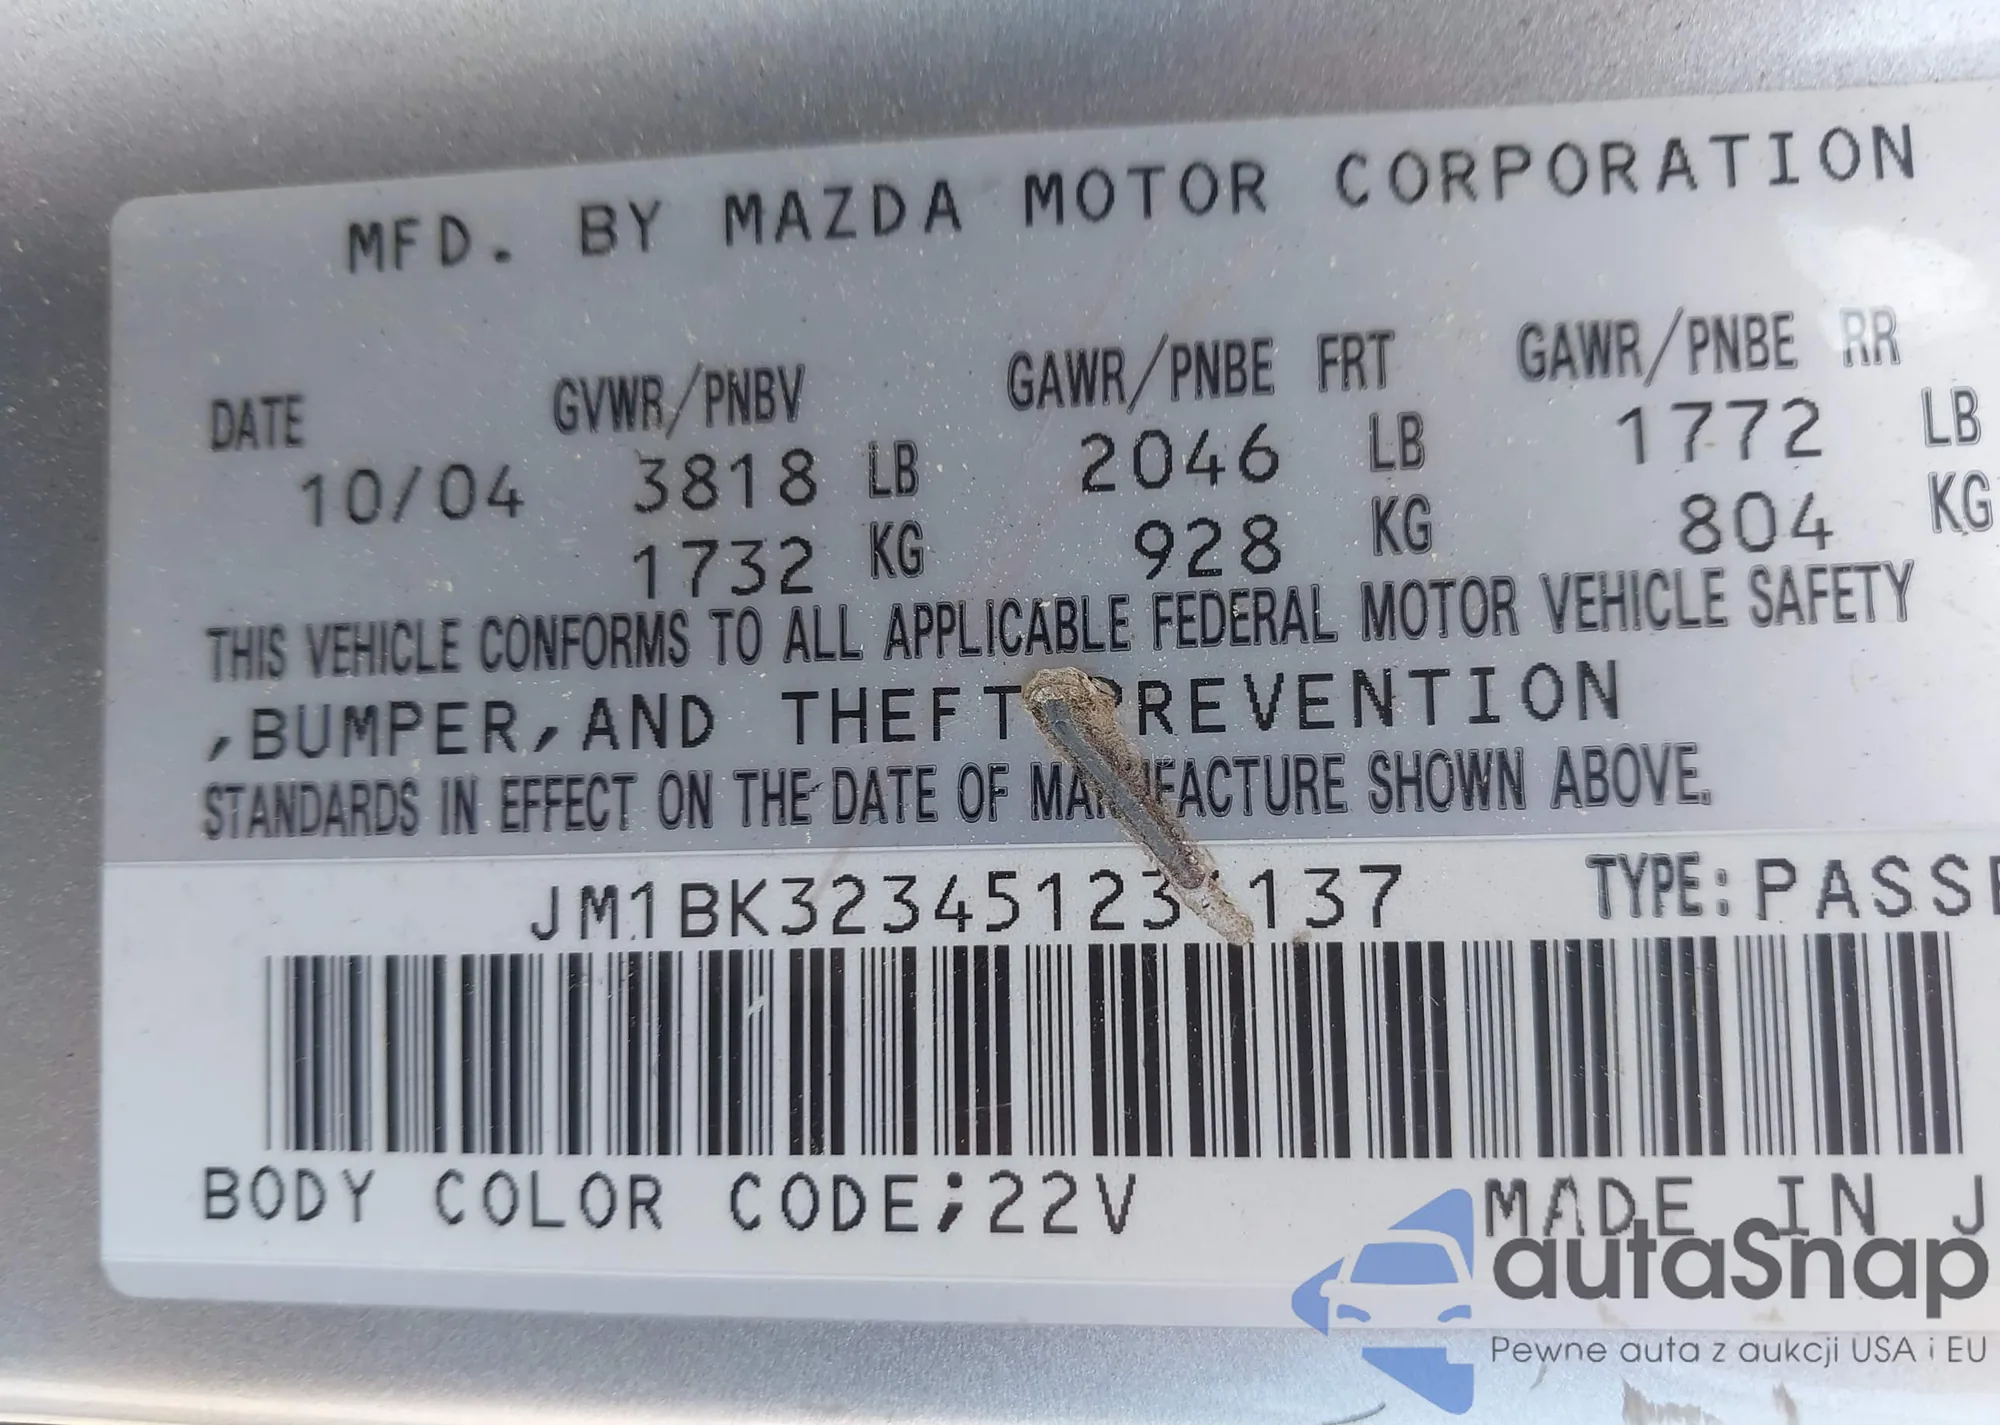 MFD. BY MAZDA MOTOR CORPORATION
DATE GVWR/PNBV GAWR/PNBE FRT GAWR/PNBE RR
10/04 3818 LB 2046 LB 1772 LB
1732 KG 928 KG 804 KG
THIS VEHICLE CONFORMS TO ALL APPLICABLE FEDERAL MOTOR VEHICLE SAFETY
,BUMPER,AND THEFT PREVENTION
STANDARDS IN EFFECT ON THE DATE OF MANUFACTURE SHOWN ABOVE.
TYPE:PASSE
BODY COLOR CODE;22V MADE IN J
autaSnap
Pewne auta z aukcji USA i EU